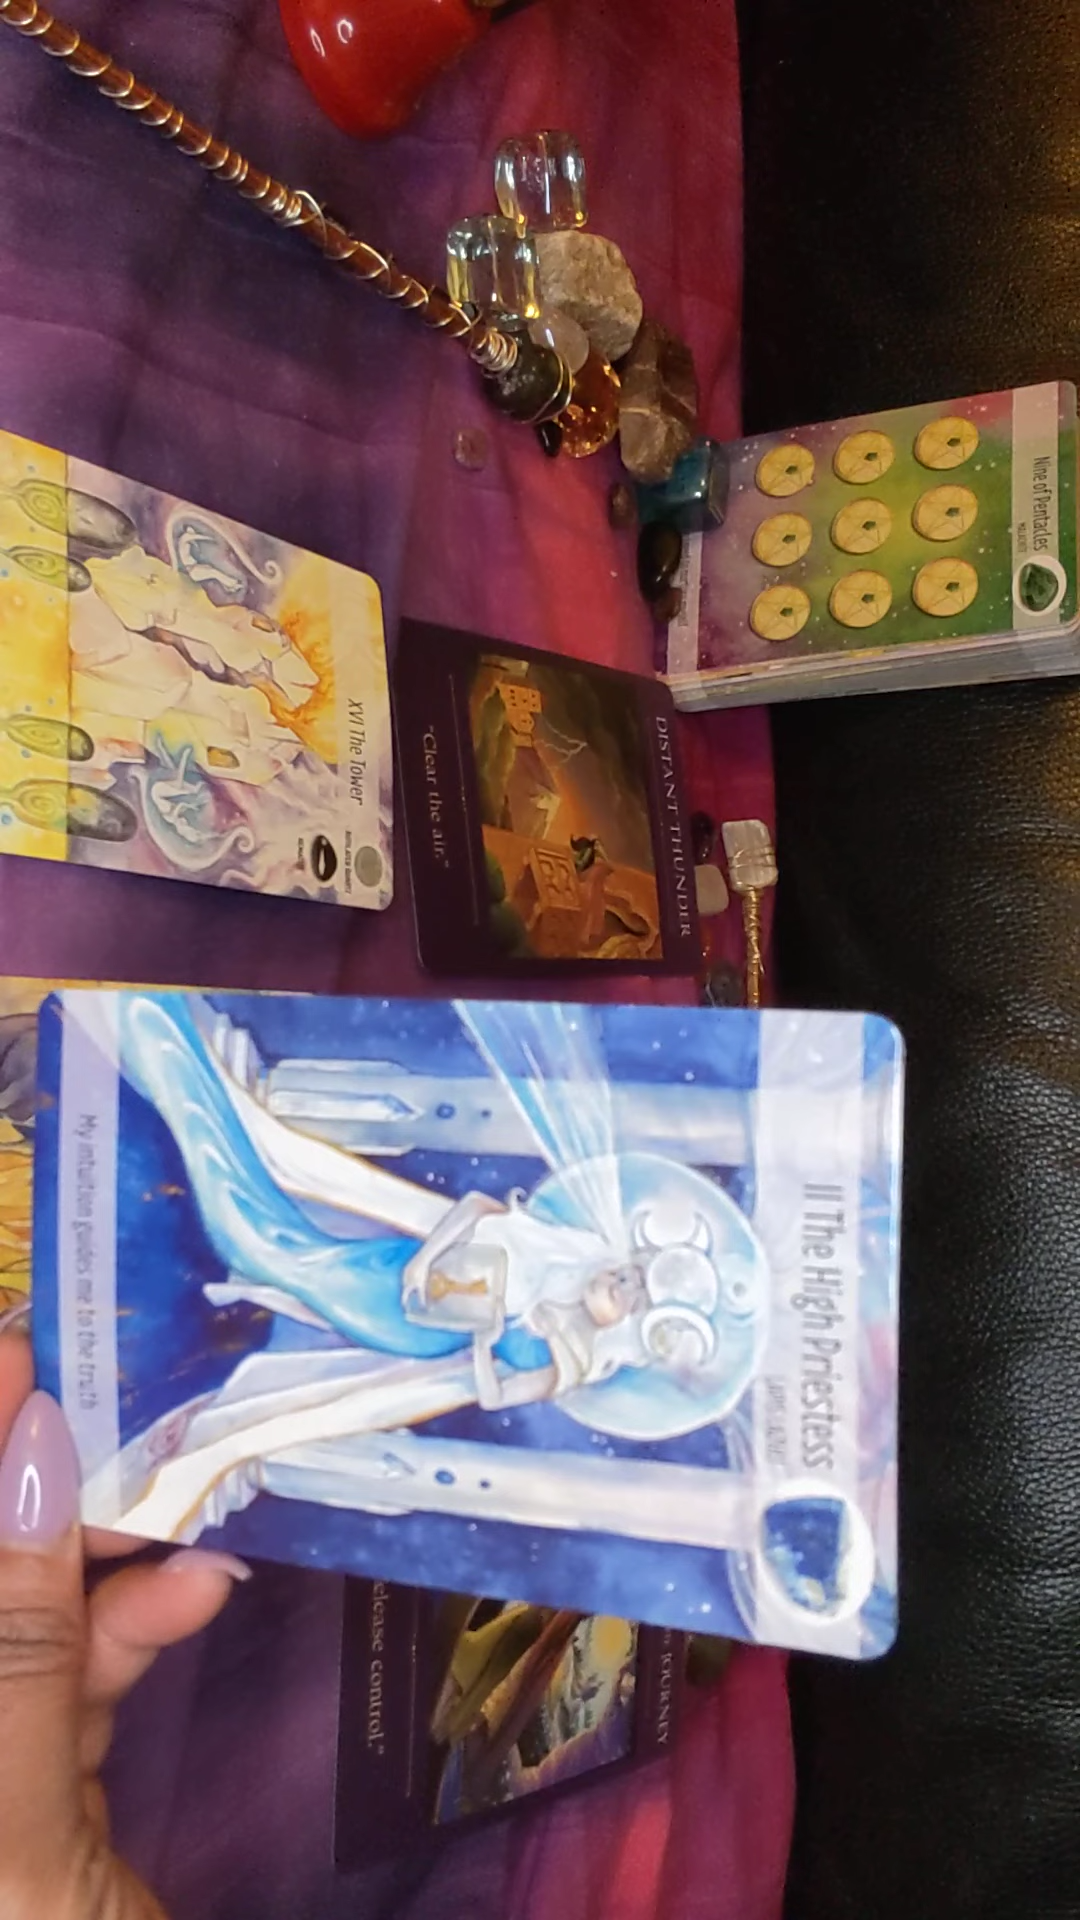 II The High Priestess
My intuition guides me to the truth
XVI The Tower
DISTANT THUNDER
"Clear the air."
Nine of Pentacles
MALACHITE
JOURNEY
control."